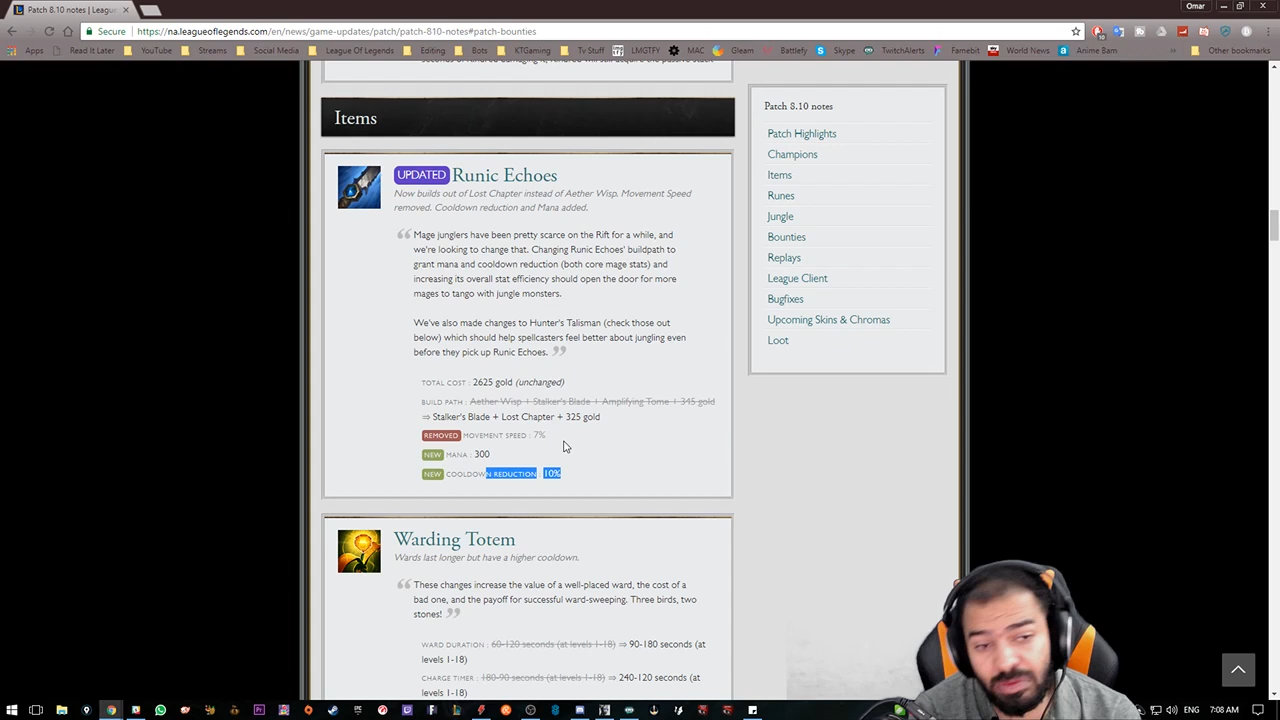 Patch 8.10 notes | Leagu
Omar
Secure
https://na.leagueoflegends.com/en/news/game-updates/patch/patch-810-notes#patch-bounties
Apps
Read It Later
YouTube
Streams
Social Media
League Of Legends
Editing
Bots
KTGaming
Tv Stuff
LMGTFY
MAC
Gleam
Battlefy
Skype
TwitchAlerts
Famebit
World News
Anime Bam
Other bookmarks
Items
UPDATED Runic Echoes
Now builds out of Lost Chapter instead of Aether Wisp. Movement Speed
removed. Cooldown reduction and Mana added.
Mage junglers have been pretty scarce on the Rift for a while, and
we're looking to change that. Changing Runic Echoes' buildpath to
grant mana and cooldown reduction (both core mage stats) and
increasing its overall stat efficiency should open the door for more
mages to tango with jungle monsters.
We've also made changes to Hunter's Talisman (check those out
below) which should help spellcasters feel better about jungling even
before they pick up Runic Echoes.
TOTAL COST : 2625 gold (unchanged)
BUILD PATH : Aether Wisp + Stalker's Blade + Amplifying Tome + 345 gold
⇒ Stalker's Blade + Lost Chapter + 325 gold
REMOVED MOVEMENT SPEED : 7%
NEW MANA : 300
NEW COOLDOWN REDUCTION : 10%
Warding Totem
Wards last longer but have a higher cooldown.
These changes increase the value of a well-placed ward, the cost of a
bad one, and the payoff for successful ward-sweeping. Three birds, two
stones!
WARD DURATION : 60-120 seconds (at levels 1-18) ⇒ 90-180 seconds (at
levels 1-18)
CHARGE TIMER : 180-90 seconds (at levels 1-18) ⇒ 240-120 seconds (at
levels 1-18)
Patch 8.10 notes
Patch Highlights
Champions
Items
Runes
Jungle
Bounties
Replays
League Client
Bugfixes
Upcoming Skins & Chromas
Loot
ENG
7:08 AM